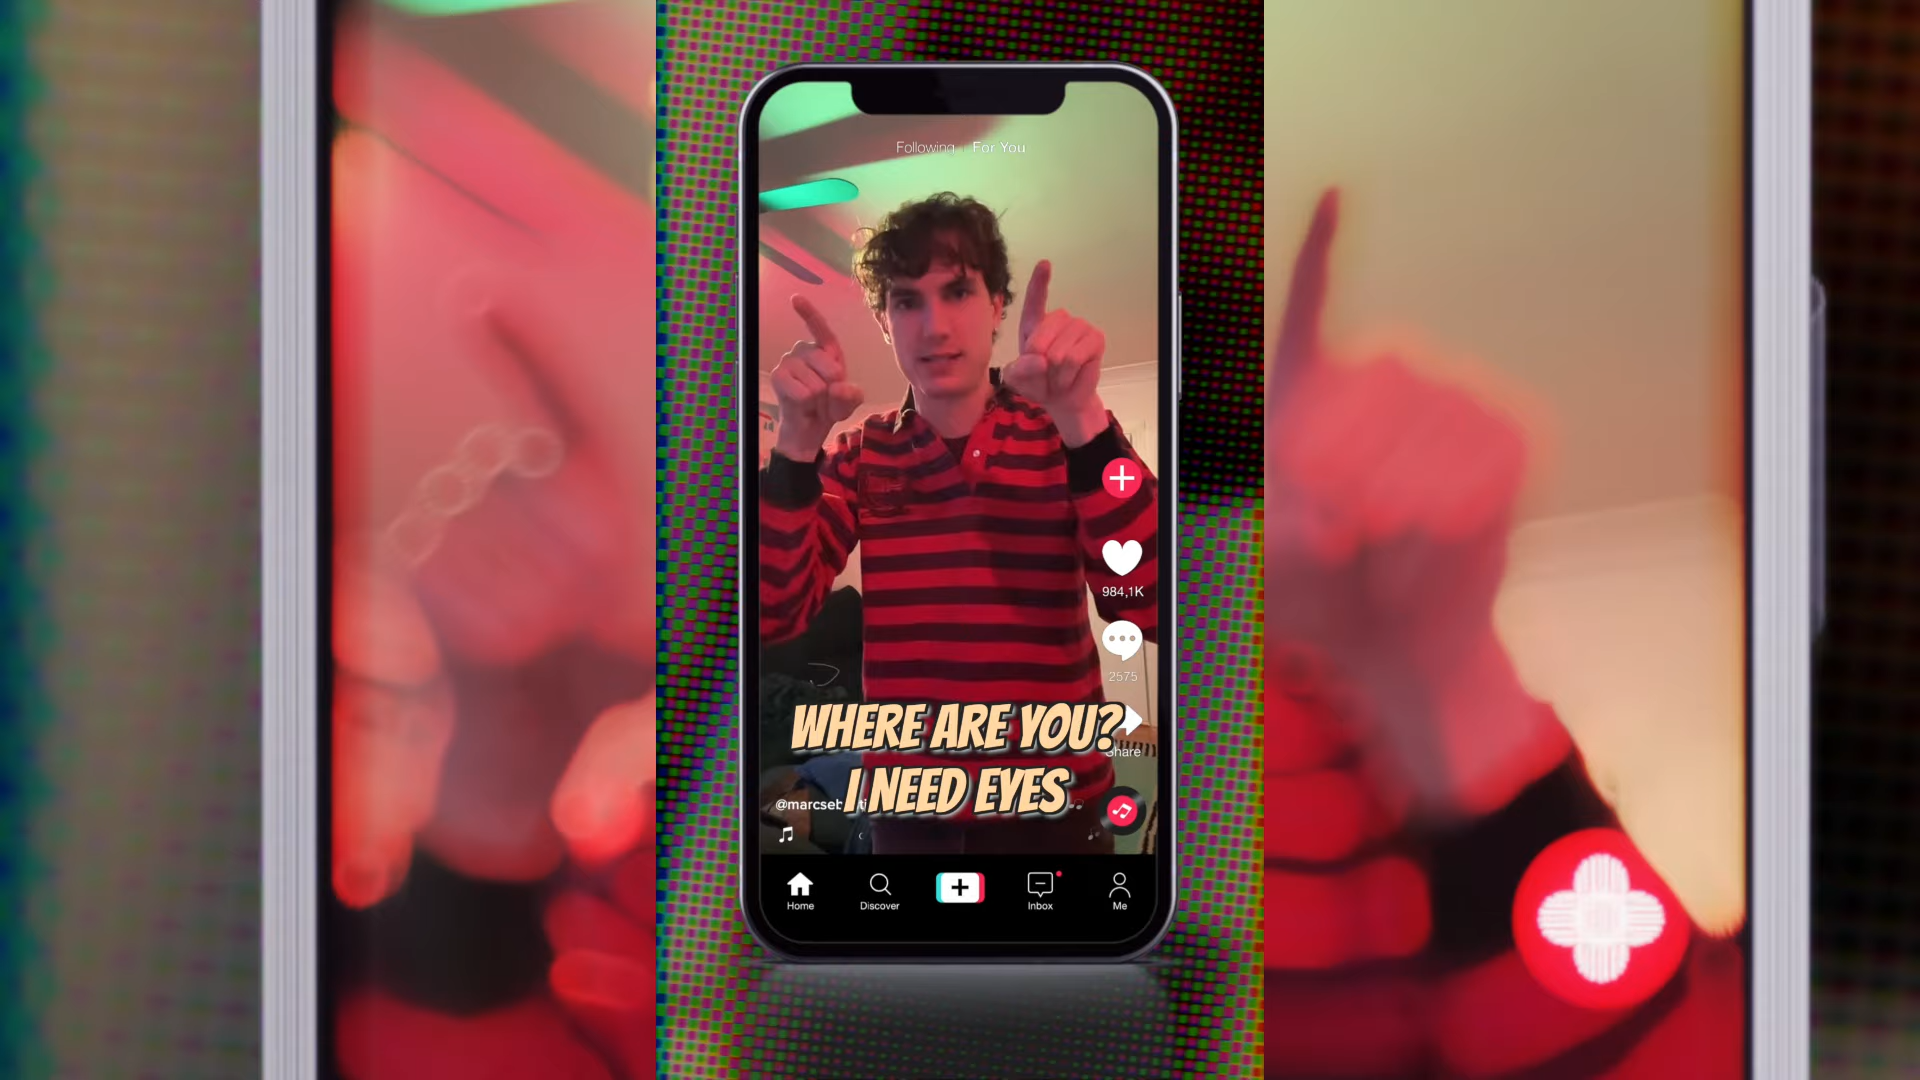 Following
For You
984,1K
2575
WHERE ARE YOU?
Share
I NEED EYES
Home
Discover
Inbox
Me